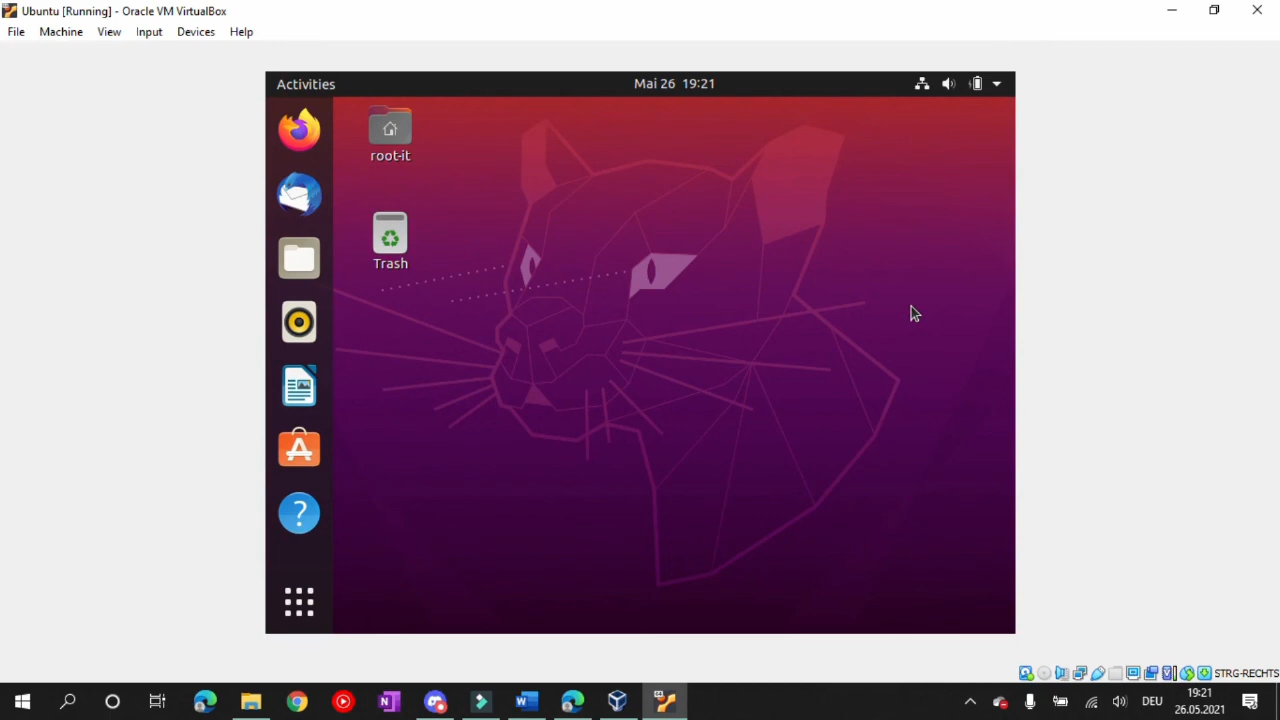 Ubuntu [Running] - Oracle VM VirtualBox
File Machine View Input Devices Help
Activities
Mai 26 19:21
root-it
Trash
STRG-RECHTS
DEU
19:21
26.05.2021